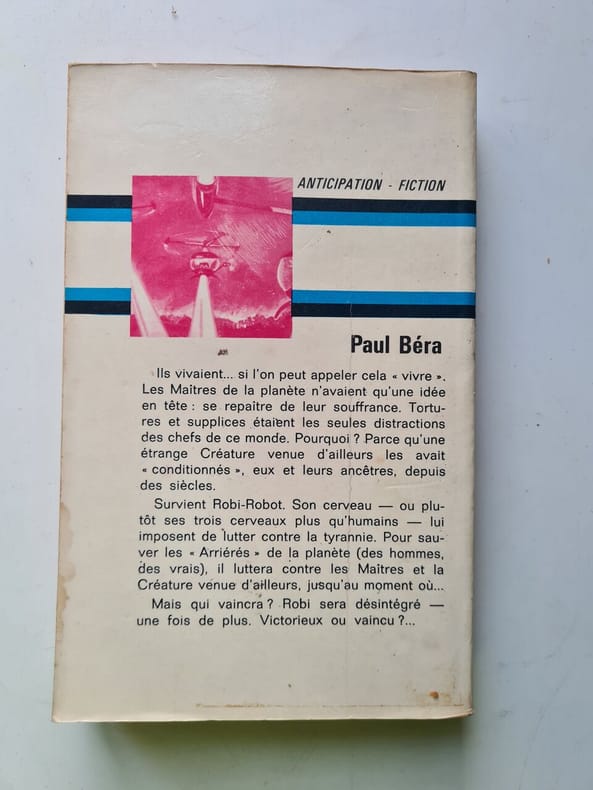 ANTICIPATION - FICTION
Paul Béra
Ils vivaient... si l'on peut appeler cela « vivre ».
Les Maîtres de la planète n'avaient qu'une idée
en tête : se repaître de leur souffrance. Tortu-
res et supplices étaient les seules distractions
des chefs de ce monde. Pourquoi ? Parce qu'une
étrange Créature venue d'ailleurs les avait
« conditionnés », eux et leurs ancêtres, depuis
des siècles.
Survient Robi-Robot. Son cerveau — ou plu-
tôt ses trois cerveaux plus qu'humains — lui
imposent de lutter contre la tyrannie. Pour sau-
ver les « Arriérés » de la planète (des hommes,
des vrais), il luttera contre les Maîtres et la
Créature venue d'ailleurs, jusqu'au moment où...
Mais qui vaincra ? Robi sera désintégré —
une fois de plus. Victorieux ou vaincu ?...